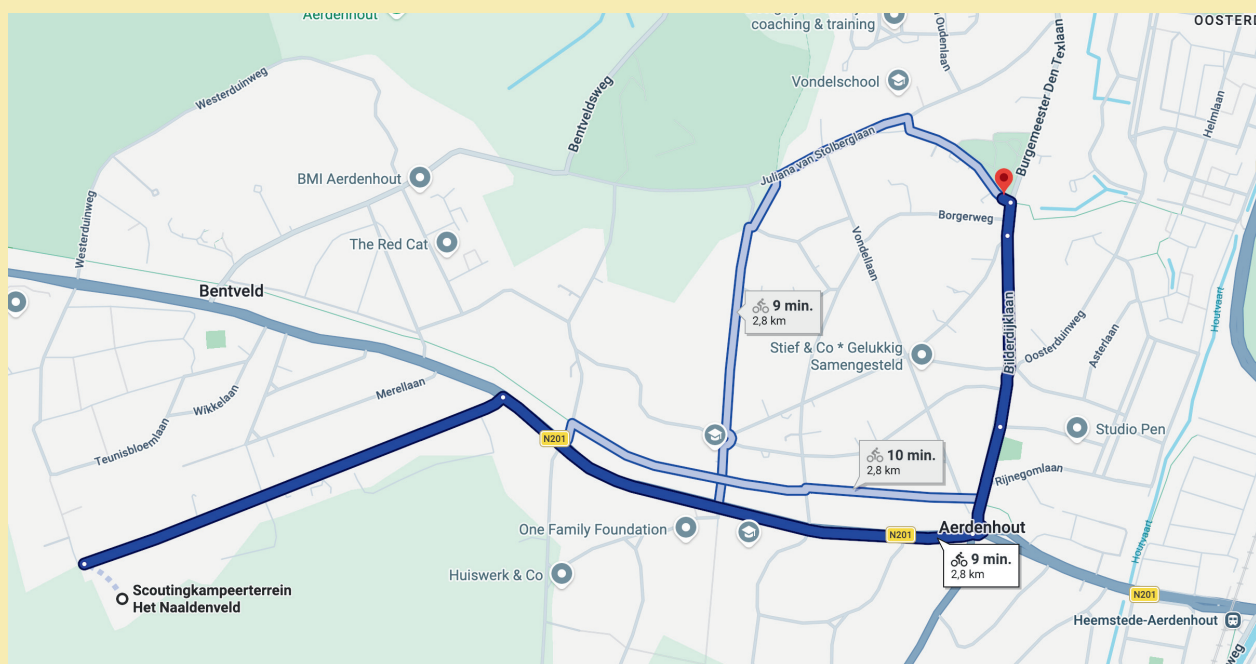 Aerdenhout
coaching & training
Oudenlaan
OOSTERD
Vondelschool
Burgemeester Den Texlaan
Helmlaan
Westerduinweg
Bentveldsweg
Juliana van Stolberglaan
BMI Aerdenhout
Westerduinweg
The Red Cat
Borgerweg
Vondellaan
Bentveld
9 min.
2,8 km
Houtvaart
Bilderdijklaan
Oosterduinweg
Asterlaan
Stief & Co * Gelukkig
Samengesteld
Merellaan
Wikkelaan
Teunisbloemlaan
N201
Studio Pen
10 min.
2,8 km
Rijnegomlaan
One Family Foundation
N201
Aerdenhout
Houtvaart
9 min.
2,8 km
Huiswerk & Co
Scoutingkampeerterrein
Het Naaldenveld
N201
Heemstede-Aerdenhout
weg